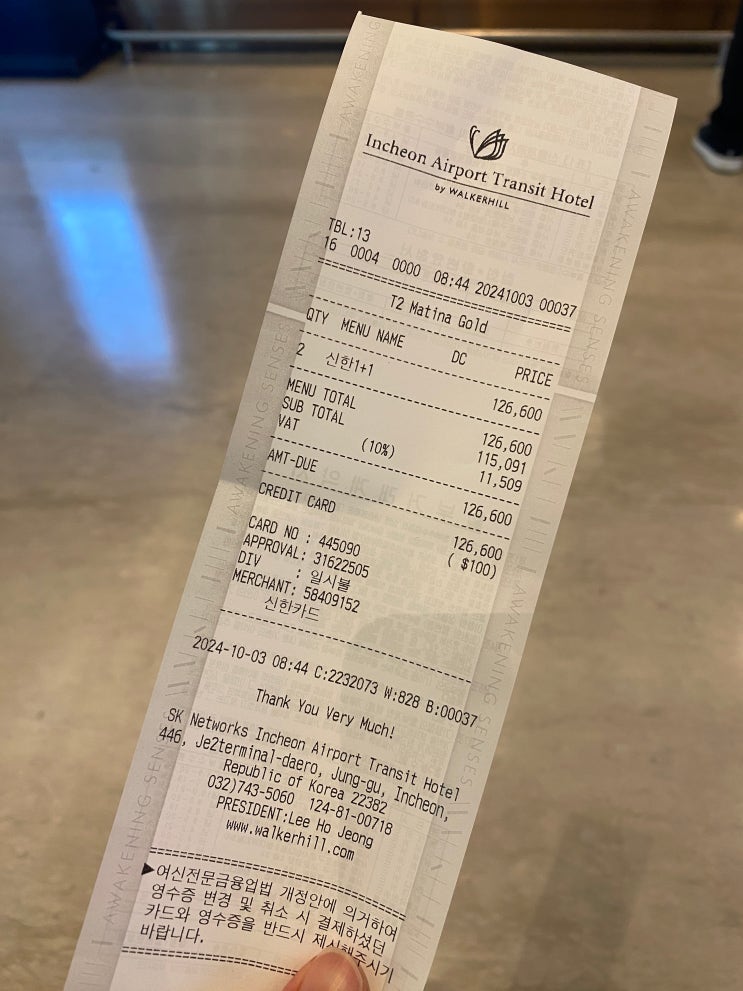 Incheon Airport Transit Hotel
by WALKERHILL
TBL:13
16 0004 0000 08:44 20241003 00037
T2 Matina Gold
QTY MENU NAME DC PRICE
2 신한1+1 126,600
MENU TOTAL 126,600
SUB TOTAL 115,091
VAT (10%) 11,509
AMT-DUE 126,600
CREDIT CARD 126,600
( $100)
CARD NO : 445090
APPROVAL: 31622505
DIV : 일시불
MERCHANT: 58409152
신한카드
2024-10-03 08:44 C:2232073 W:828 B:00037
Thank You Very Much!
SK Networks Incheon Airport Transit Hotel
446, Je2terminal-daero, Jung-gu, Incheon,
Republic of Korea 22382
032)743-5060 124-81-00718
PRESIDENT:Lee Ho Jeong
www.walkerhill.com
▶여신전문금융업법 개정안에 의거하여
영수증 변경 및 취소 시 결제하셨던
카드와 영수증을 반드시 제시해주시기
바랍니다.
AWAKENING SENSES
AWAKENING SENSES
AWAKENING SENSES
AWAKENING SENSES
AWAKENING SENSES